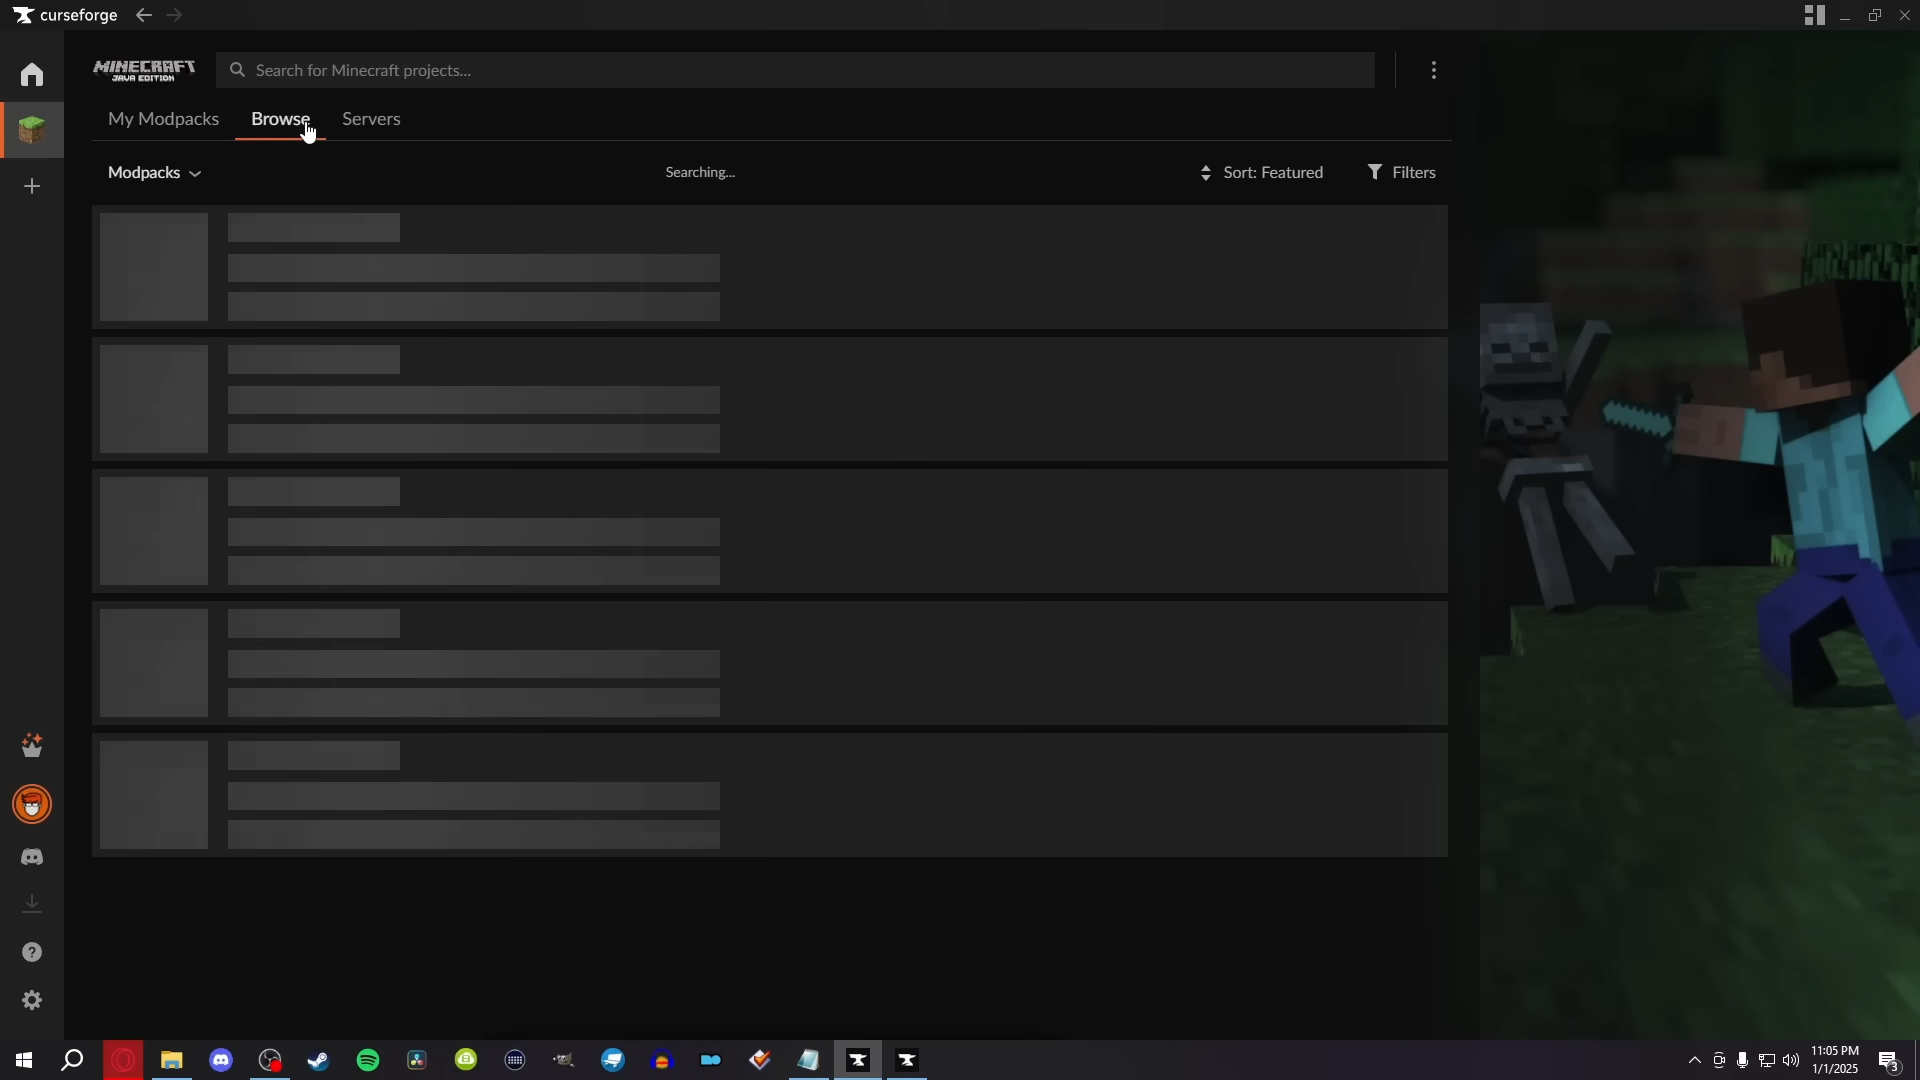 curseforge
MINECRAFT
JAVA EDITION
Search for Minecraft projects...
My Modpacks
Browse
Servers
Modpacks
Searching...
Sort: Featured
Filters
11:05 PM
1/1/2025
3